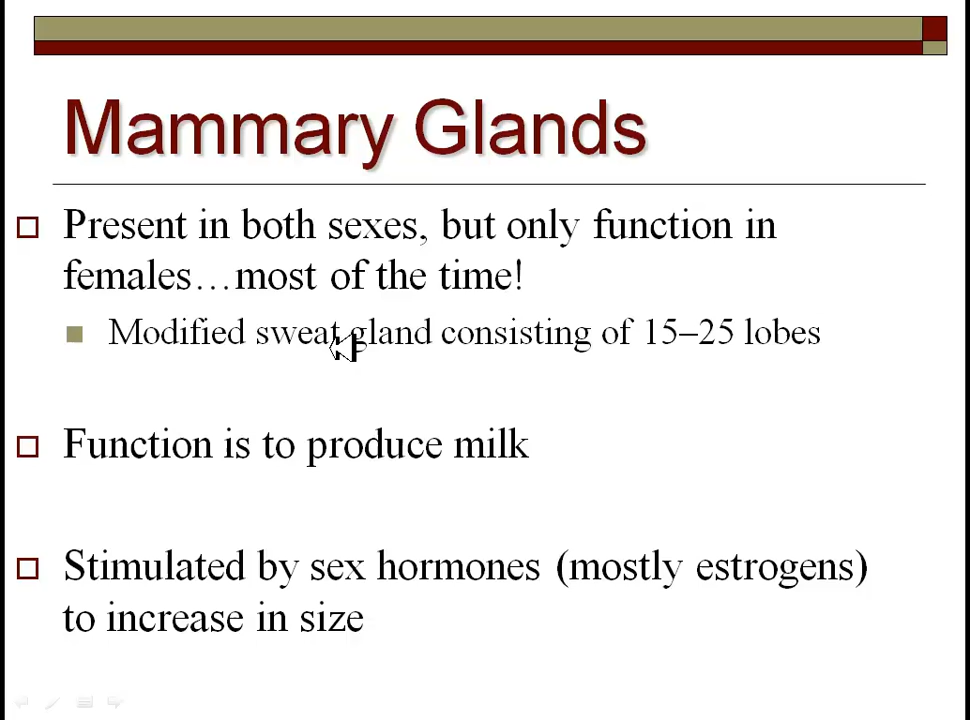 Mammary Glands
Present in both sexes, but only function in
females…most of the time!
Modified sweat gland consisting of 15–25 lobes
Function is to produce milk
Stimulated by sex hormones (mostly estrogens)
to increase in size